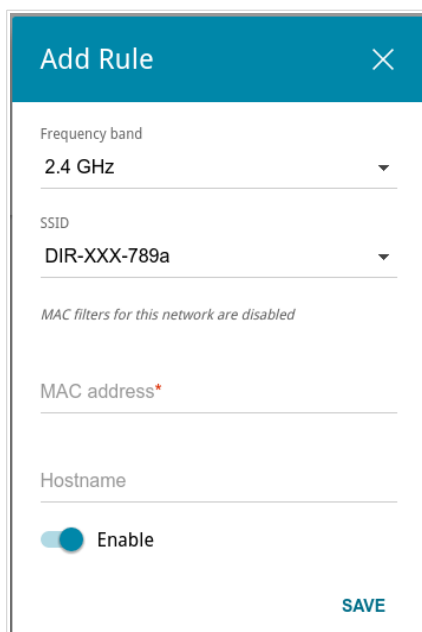 Add Rule
Frequency band
2.4 GHz
SSID
DIR-XXX-789a
MAC filters for this network are disabled
MAC address*
Hostname
Enable
SAVE